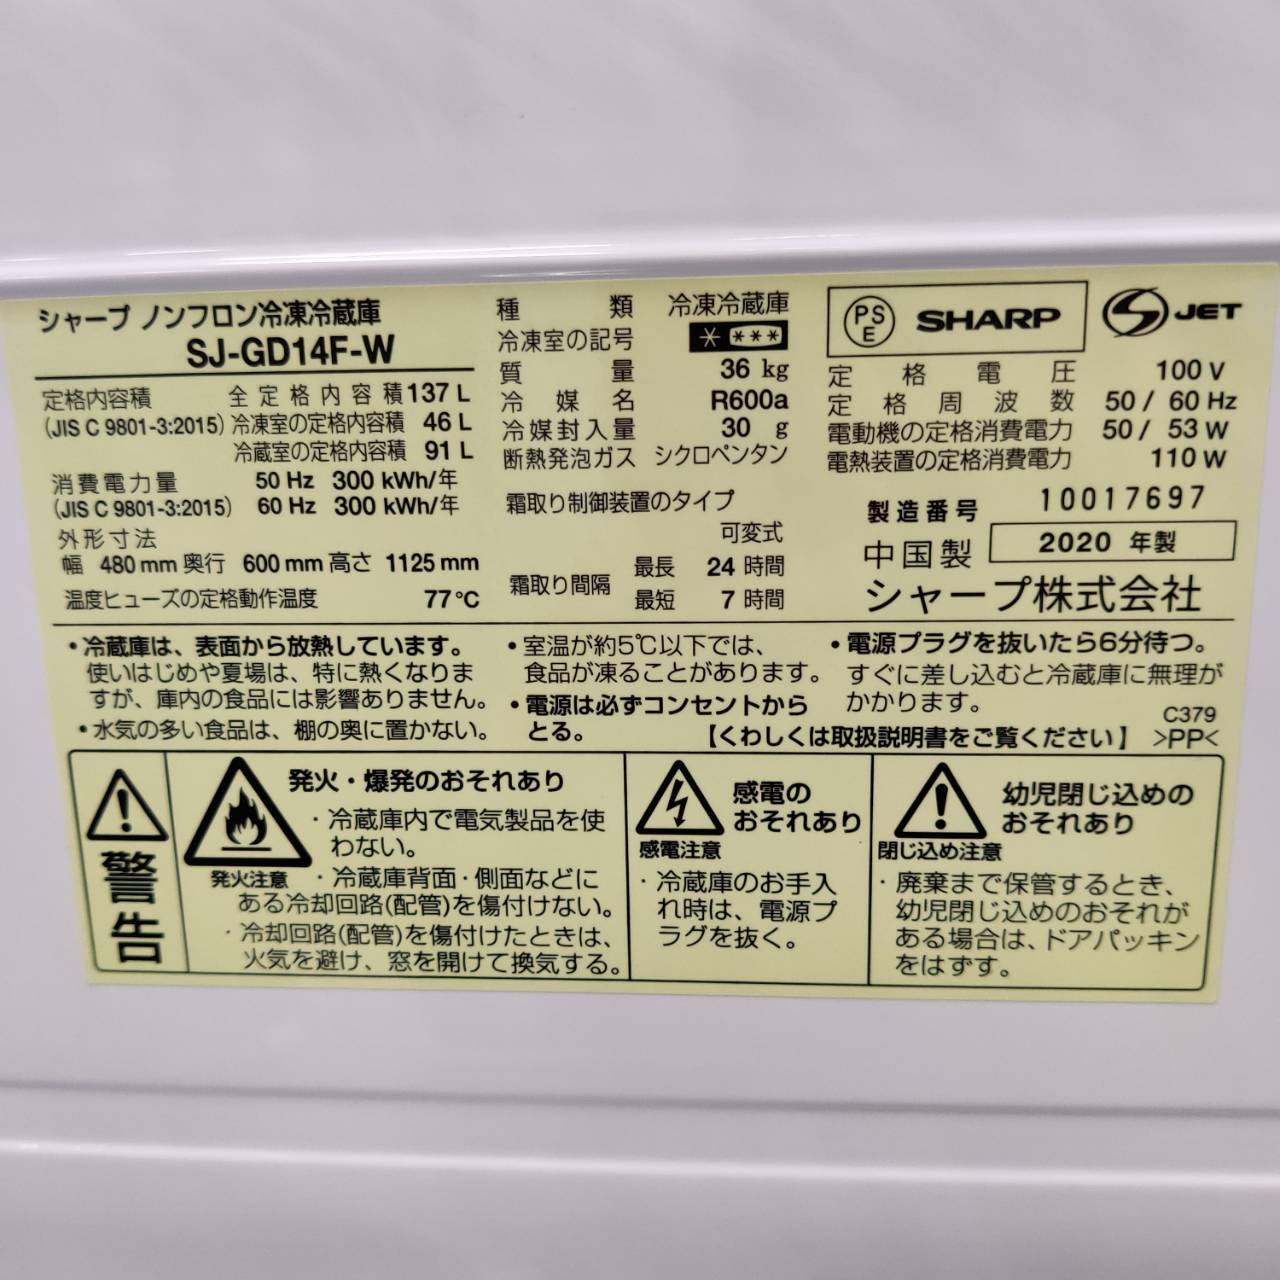 シャープ ノンフロン冷凍冷蔵庫
SJ-GD14F-W
定格内容積 全定格内容積 137 L
(JIS C 9801-3:2015) 冷凍室の定格内容積 46 L
冷蔵室の定格内容積 91 L
消費電力量 50 Hz 300 kWh/年
(JIS C 9801-3:2015) 60 Hz 300 kWh/年
外形寸法
幅 480 mm 奥行 600 mm 高さ 1125 mm
温度ヒューズの定格動作温度 77℃
種類 冷凍冷蔵庫
冷凍室の記号
質量 36 kg
冷媒名 R600a
冷媒封入量 30 g
断熱発泡ガス シクロペンタン
霜取り制御装置のタイプ
可変式
霜取り間隔 最長 24 時間
最短 7 時間
PS
E
SHARP
JET
定格電圧 100 V
定格周波数 50 / 60 Hz
電動機の定格消費電力 50 / 53 W
電熱装置の定格消費電力 110 W
製造番号 10017697
中国製 2020 年製
シャープ株式会社
・冷蔵庫は、表面から放熱しています。
使いはじめや夏場は、特に熱くなりま
すが、庫内の食品には影響ありません。
・水気の多い食品は、棚の奥に置かない。
・室温が約5℃以下では、
食品が凍ることがあります。
・電源は必ずコンセントから
とる。
・電源プラグを抜いたら6分待つ。
すぐに差し込むと冷蔵庫に無理が
かかります。
C379
【くわしくは取扱説明書をご覧ください】 >PP<
警告
発火・爆発のおそれあり
発火注意
・冷蔵庫内で電気製品を使
わない。
・冷蔵庫背面・側面などに
ある冷却回路(配管)を傷付けない。
・冷却回路(配管)を傷付けたときは、
火気を避け、窓を開けて換気する。
感電の
おそれあり
感電注意
・冷蔵庫のお手入
れ時は、電源プ
ラグを抜く。
幼児閉じ込めの
おそれあり
閉じ込め注意
・廃棄まで保管するとき、
幼児閉じ込めのおそれが
ある場合は、ドアパッキン
をはずす。